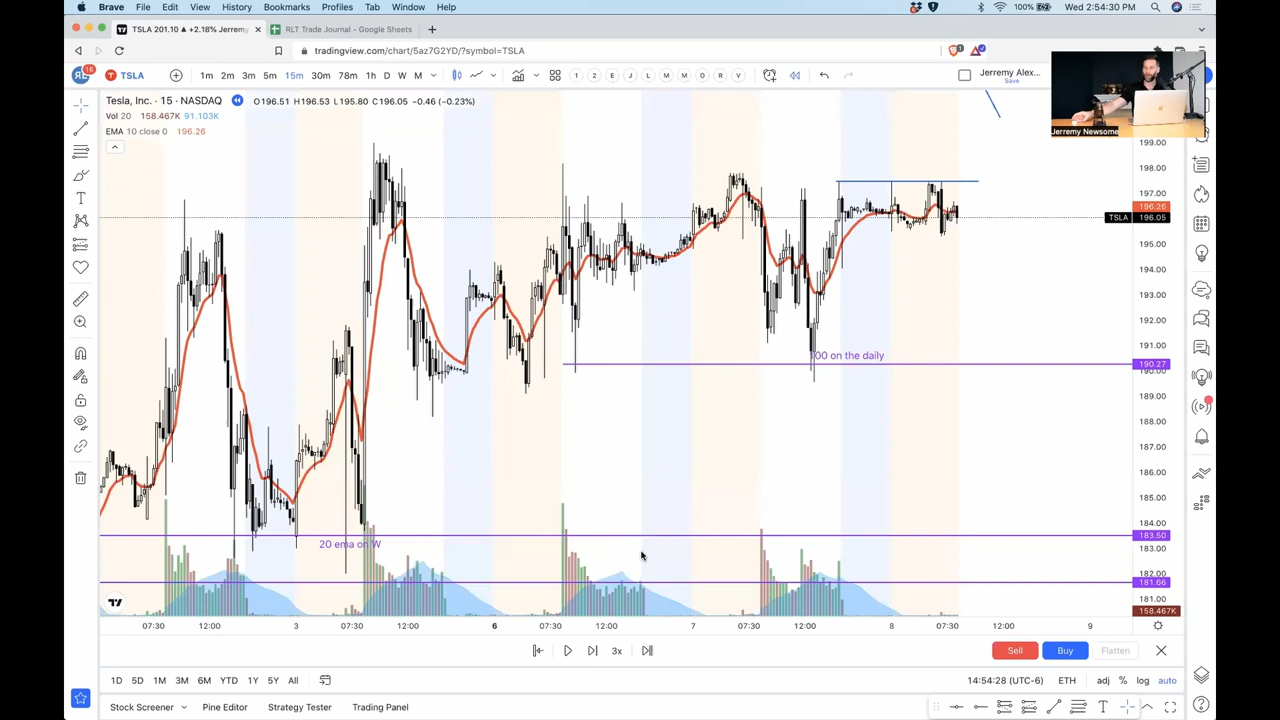 Brave File Edit View History Bookmarks Profiles Tab Window Help 100% Wed 2:54:30 PM
TSLA 201.10 ▲ +2.18% Jerremy RLT Trade Journal - Google Sheets
tradingview.com/chart/5az7G2YD/?symbol=TSLA
16 TSLA 1m 2m 3m 5m 15m 30m 78m 1h D W M Jerremy Alex...
Save
Jerremy Newsome
Tesla, Inc. · 15 · NASDAQ O196.51 H196.53 L195.80 C196.05 −0.46 (−0.23%)
Vol 20 158.467K 91.103K
EMA 10 close 0 196.26
199.00
198.00
197.00
196.26
TSLA 196.05
195.00
194.00
193.00
192.00
191.00
100 on the daily
190.27
190.00
189.00
188.00
187.00
186.00
185.00
184.00
183.50
20 ema on W
183.00
182.00
181.66
181.00
158.467K
07:30 12:00 3 07:30 12:00 6 07:30 12:00 7 07:30 12:00 8 07:30 12:00 9
3x Sell Buy Flatten
1D 5D 1M 3M 6M YTD 1Y 5Y All 14:54:28 (UTC-6) ETH adj % log auto
Stock Screener Pine Editor Strategy Tester Trading Panel